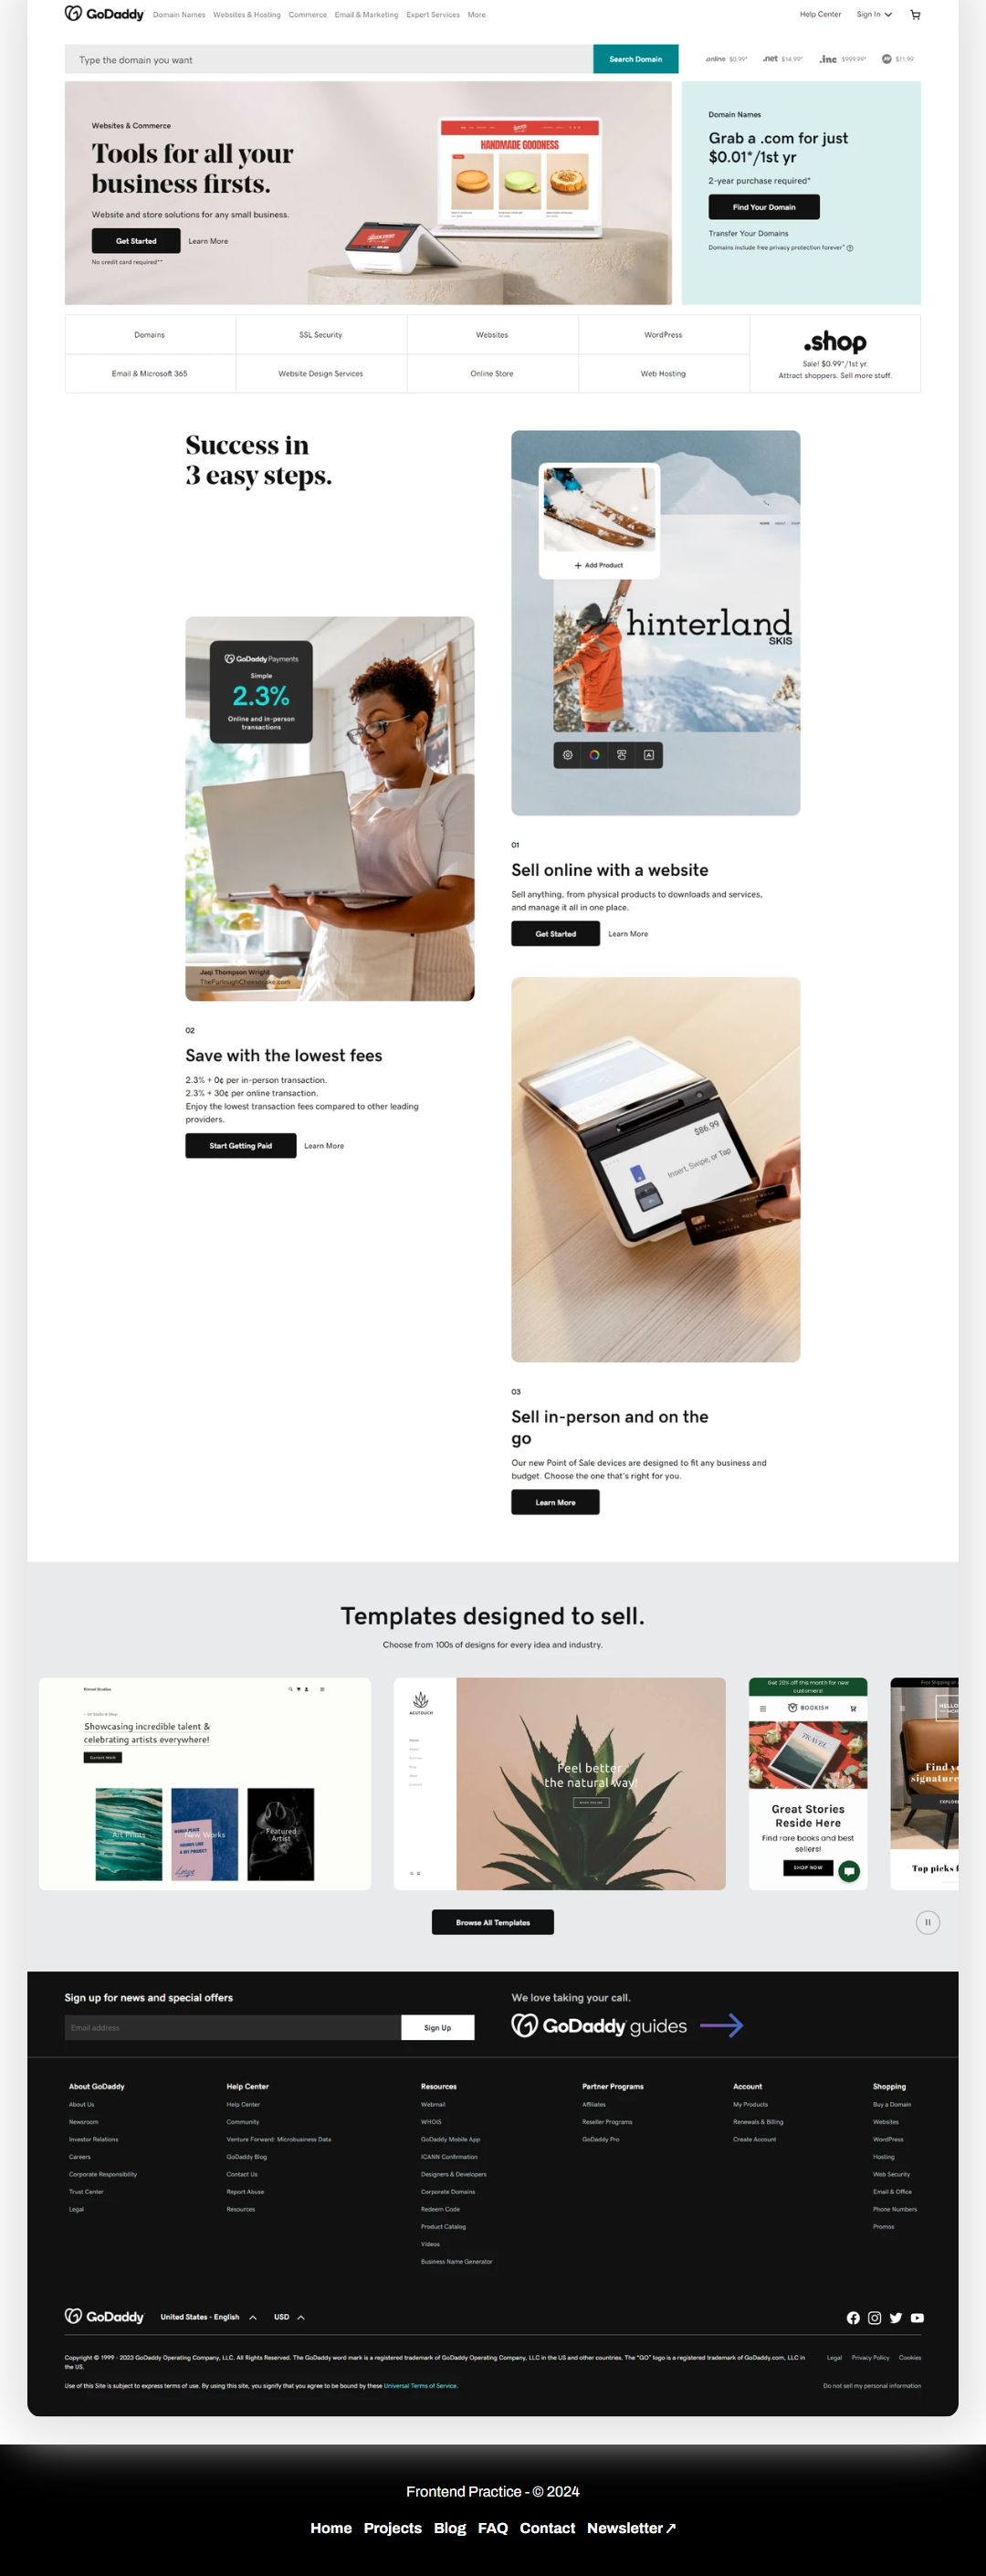 GoDaddy
Domain Names Websites & Hosting Commerce Email & Marketing Expert Services More
Help Center Sign In
Type the domain you want
Search Domain
.online $0.99*
.net $14.99*
.inc $999.99*
$11.99
Websites & Commerce
Tools for all your
business firsts.
Website and store solutions for any small business.
Get Started Learn More
No credit card required**
HANDMADE GOODNESS
Domain Names
Grab a .com for just
$0.01*/1st yr
2-year purchase required*
Find Your Domain
Transfer Your Domains
Domains include free privacy protection forever*
Domains SSL Security Websites WordPress
Email & Microsoft 365 Website Design Services Online Store Web Hosting
.shop
Sale! $0.99*/1st yr.
Attract shoppers. Sell more stuff.
Success in
3 easy steps.
+ Add Product
HOME ABOUT SHOP
hinterland
SKIS
GoDaddy Payments
Simple
2.3%
Online and in-person
transactions
Jaqi Thompson Wright
TheFurloughCheesecake.com
01
Sell online with a website
Sell anything, from physical products to downloads and services,
and manage it all in one place.
Get Started Learn More
02
Save with the lowest fees
2.3% + 0¢ per in-person transaction.
2.3% + 30¢ per online transaction.
Enjoy the lowest transaction fees compared to other leading
providers.
Start Getting Paid Learn More
$86.99
Insert, Swipe, or Tap
03
Sell in-person and on the
go
Our new Point of Sale devices are designed to fit any business and
budget. Choose the one that's right for you.
Learn More
Templates designed to sell.
Choose from 100s of designs for every idea and industry.
Showcasing incredible talent &
celebrating artists everywhere!
Current Work
Art Prints
New Works
Featured
Artist
ACUTOUCH
Feel better,
the natural way!
Get 20% off this month for new
customers!
BOOKISH
TRAVEL
Great Stories
Reside Here
Find rare books and best
sellers!
SHOP NOW
Free Shipping on
HELLO
Find yo
signature
EXPLORE
Top picks f
Browse All Templates
Sign up for news and special offers
Email address
Sign Up
We love taking your call.
GoDaddy guides
About GoDaddy
About Us
Newsroom
Investor Relations
Careers
Corporate Responsibility
Trust Center
Legal
Help Center
Help Center
Community
Venture Forward: Microbusiness Data
GoDaddy Blog
Contact Us
Report Abuse
Resources
Resources
Webmail
WHOIS
GoDaddy Mobile App
ICANN Confirmation
Designers & Developers
Corporate Domains
Redeem Code
Product Catalog
Videos
Business Name Generator
Partner Programs
Affiliates
Reseller Programs
GoDaddy Pro
Account
My Products
Renewals & Billing
Create Account
Shopping
Buy a Domain
Websites
WordPress
Hosting
Web Security
Email & Office
Phone Numbers
Promos
GoDaddy United States - English USD
Copyright © 1999 - 2023 GoDaddy Operating Company, LLC. All Rights Reserved. The GoDaddy word mark is a registered trademark of GoDaddy Operating Company, LLC in the US and other countries. The "GO" logo is a registered trademark of GoDaddy.com, LLC in
the US.
Legal Privacy Policy Cookies
Use of this Site is subject to express terms of use. By using this site, you signify that you agree to be bound by these Universal Terms of Service.
Do not sell my personal information
Frontend Practice - © 2024
Home Projects Blog FAQ Contact Newsletter↗